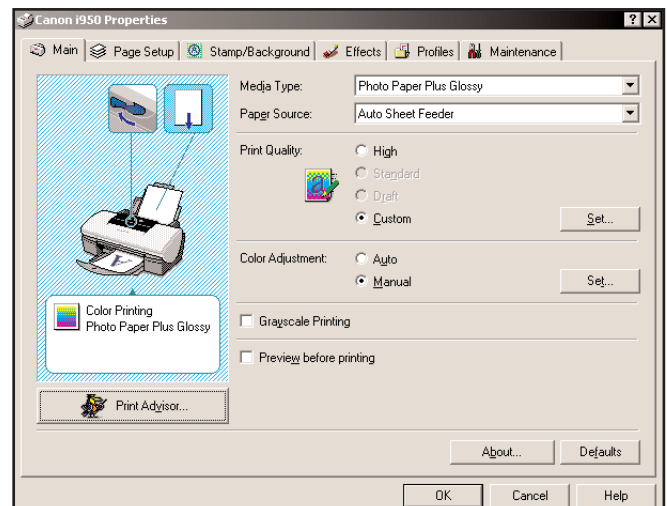 Canon i950 Properties
Main Page Setup Stamp/Background Effects Profiles Maintenance
Media Type: Photo Paper Plus Glossy
Paper Source: Auto Sheet Feeder
Print Quality: High
Standard
Draft
Custom Set...
Color Adjustment: Auto
Manual Set...
Color Printing
Photo Paper Plus Glossy
Grayscale Printing
Preview before printing
Print Advisor...
About... Defaults
OK Cancel Help